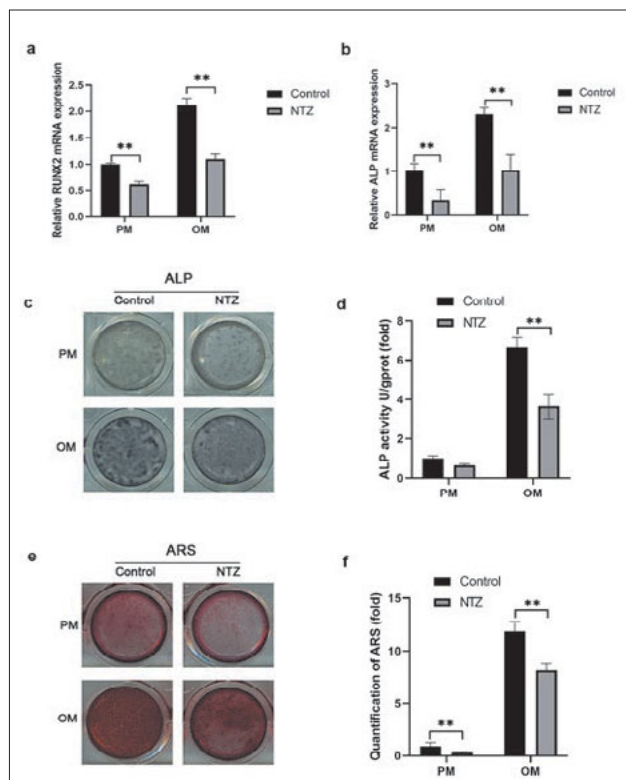 a
Relative RUNX2 mRNA expression
2.5
2.0
1.5
1.0
0.5
0.0
**
**
PM
OM
Control
NTZ
b
Relative ALP mRNA expression
3
2
1
0
**
**
PM
OM
Control
NTZ
c
ALP
Control
NTZ
PM
OM
d
ALP activity U/gprot (fold)
8
6
4
2
0
**
PM
OM
Control
NTZ
e
ARS
Control
NTZ
PM
OM
f
Quantification of ARS (fold)
15
10
5
0
**
**
PM
OM
Control
NTZ